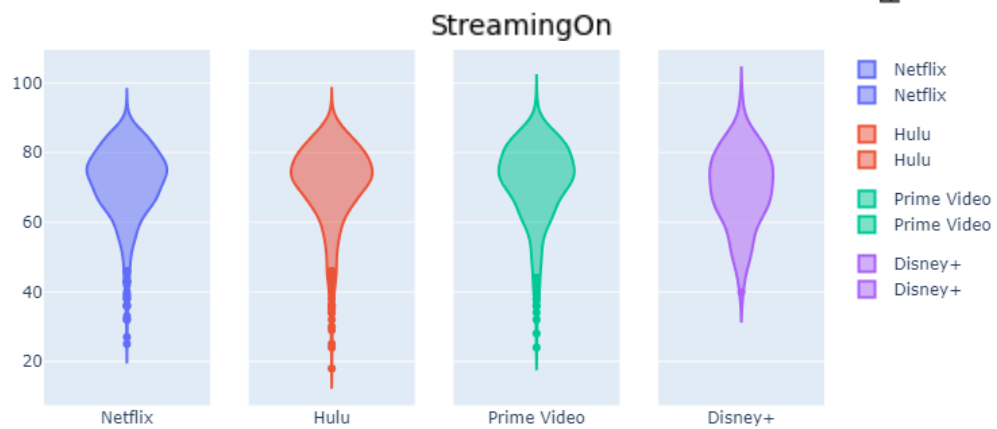 StreamingOn
100
80
60
40
20
Netflix
Hulu
Prime Video
Disney+
Netflix
Netflix
Hulu
Hulu
Prime Video
Prime Video
Disney+
Disney+